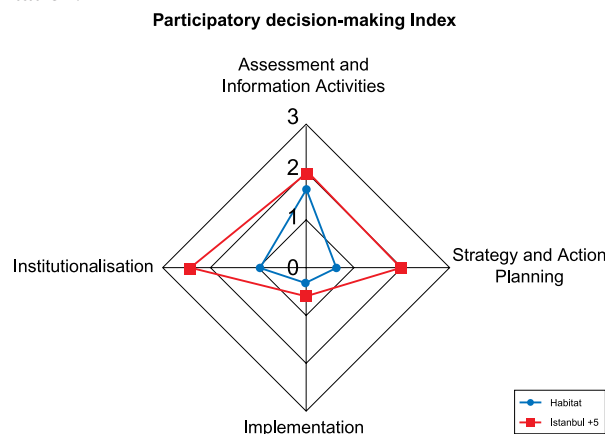 Participatory decision-making Index
Assessment and
Information Activities
3
2
1
0
Institutionalisation
Strategy and Action
Planning
Implementation
Habitat
Istanbul +5